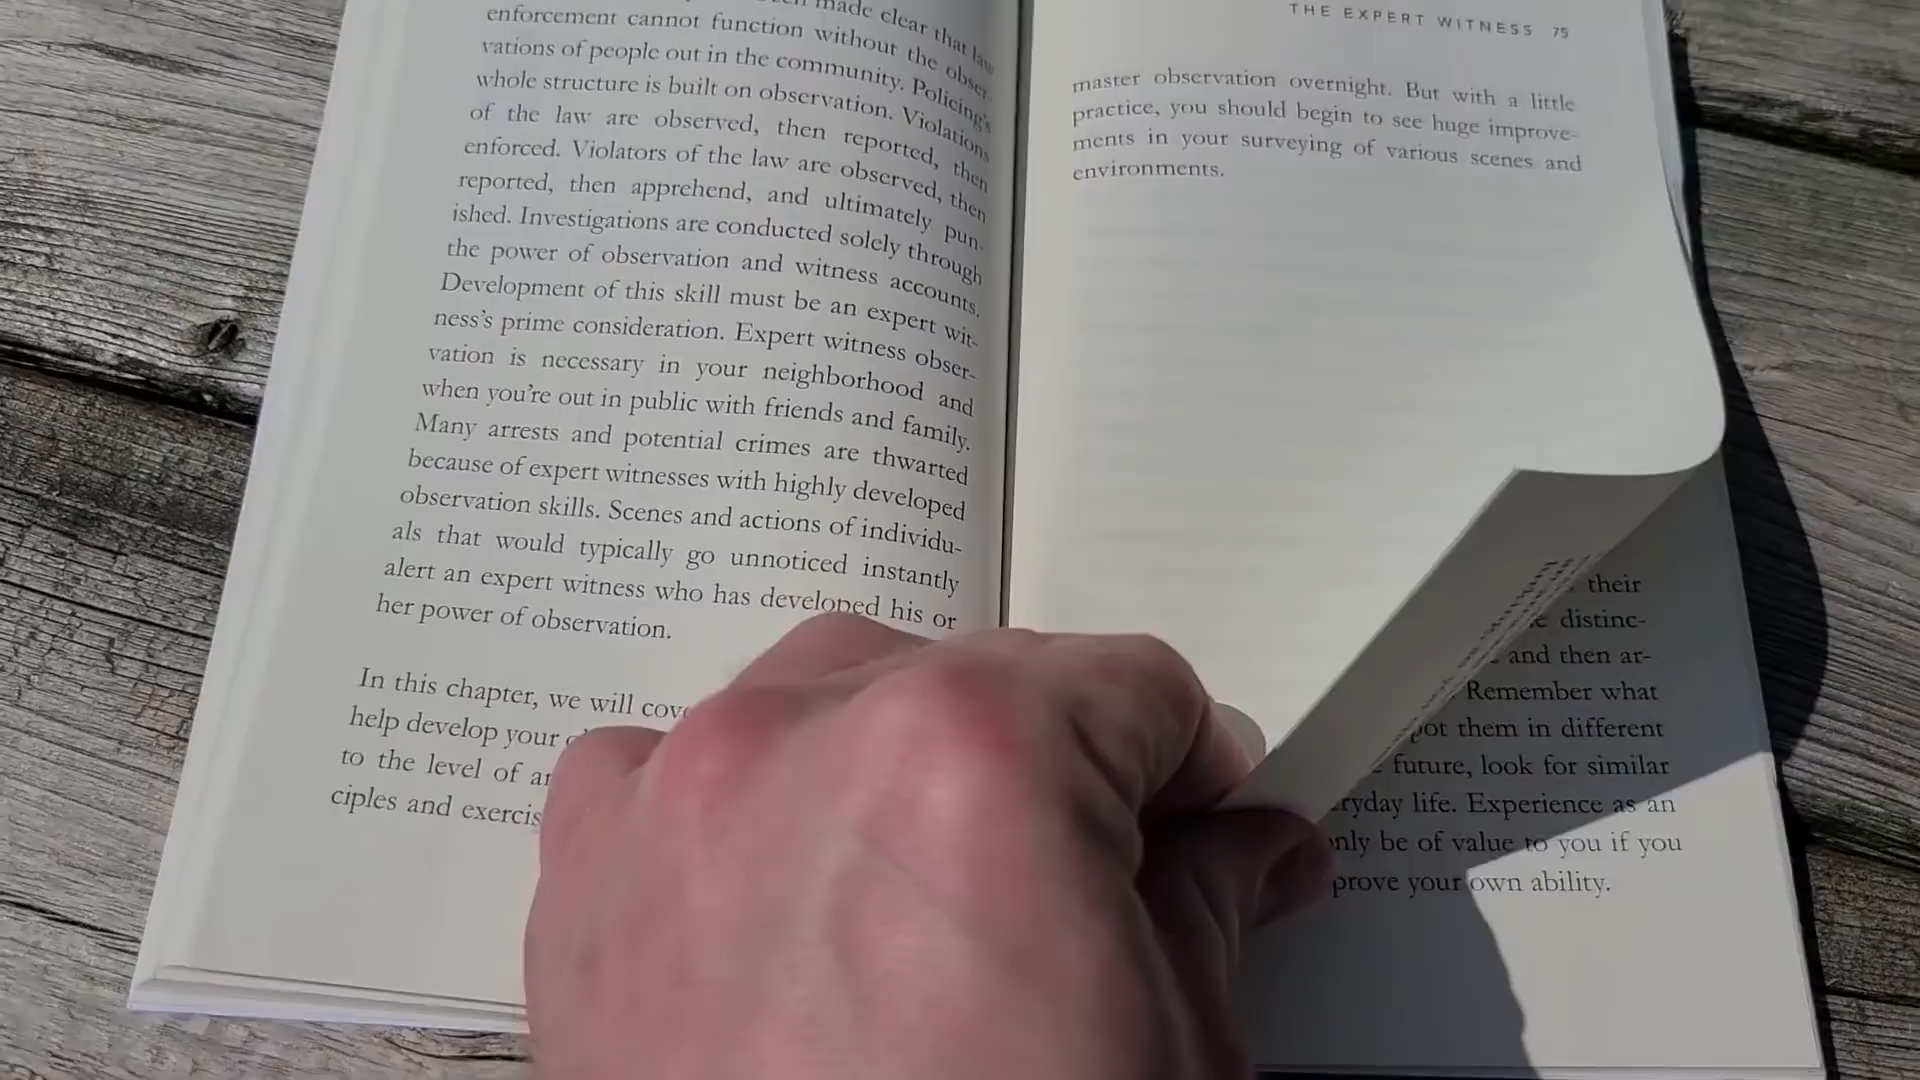 made clear that law
enforcement cannot function without the obser-
vations of people out in the community. Policing's
whole structure is built on observation. Violations
of the law are observed, then reported, then
enforced. Violators of the law are observed, then
reported, then apprehend, and ultimately pun-
ished. Investigations are conducted solely through
the power of observation and witness accounts.
Development of this skill must be an expert wit-
ness's prime consideration. Expert witness obser-
vation is necessary in your neighborhood and
when you're out in public with friends and family.
Many arrests and potential crimes are thwarted
because of expert witnesses with highly developed
observation skills. Scenes and actions of individu-
als that would typically go unnoticed instantly
alert an expert witness who has developed his or
her power of observation.
In this chapter, we will
help develop your
to the level of
ciples and
THE EXPERT WITNESS 75
master observation overnight. But with a little
practice, you should begin to see huge improve-
ments in your surveying of various scenes and
environments.
their
distinc-
and then ar-
Remember what
them in different
future, look for similar
life. Experience as an
be of value to you if you
your own ability.